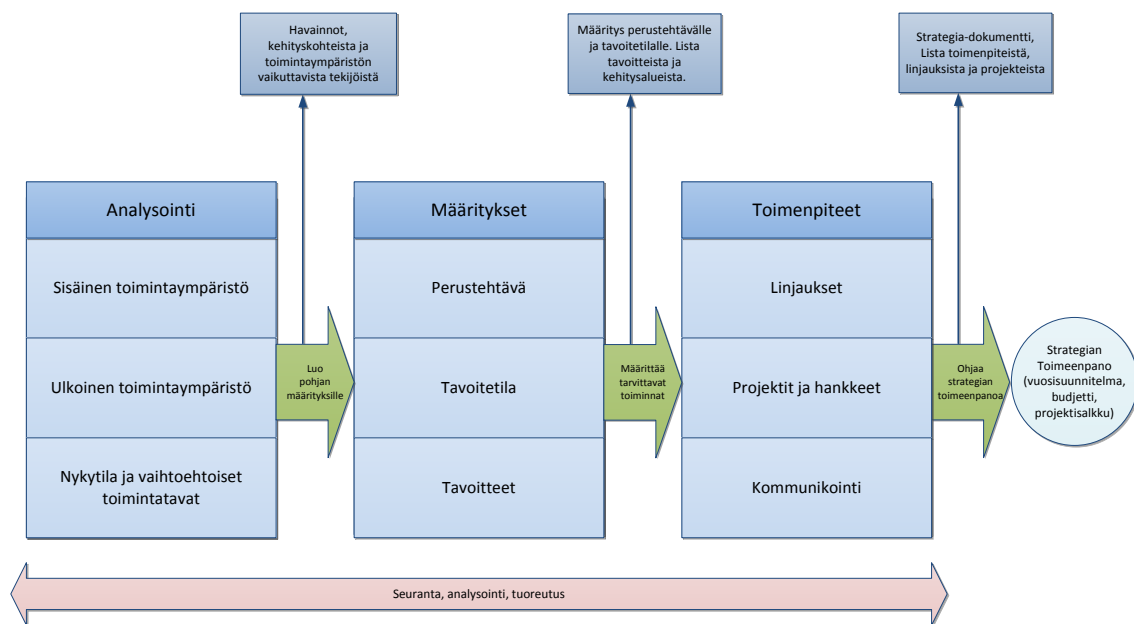 Havainnot,
kehityskohteista ja
toimintaympäristön
vaikuttavista tekijöistä
Määritys perustehtävälle
ja tavoitetilalle. Lista
tavoitteista ja
kehitysalueista.
Strategia-dokumentti,
Lista toimenpiteistä,
linjauksista ja projekteista
Analysointi
Sisäinen toimintaympäristö
Ulkoinen toimintaympäristö
Nykytila ja vaihtoehtoiset
toimintatavat
Luo
pohjan
määrityksille
Määritykset
Perustehtävä
Tavoitetila
Tavoitteet
Määrittää
tarvittavat
toiminnat
Toimenpiteet
Linjaukset
Projektit ja hankkeet
Kommunikointi
Ohjaa
strategian
toimeenpanoa
Strategian
Toimeenpano
(vuosisuunnitelma,
budjetti,
projektisalkku)
Seuranta, analysointi, tuoreutus